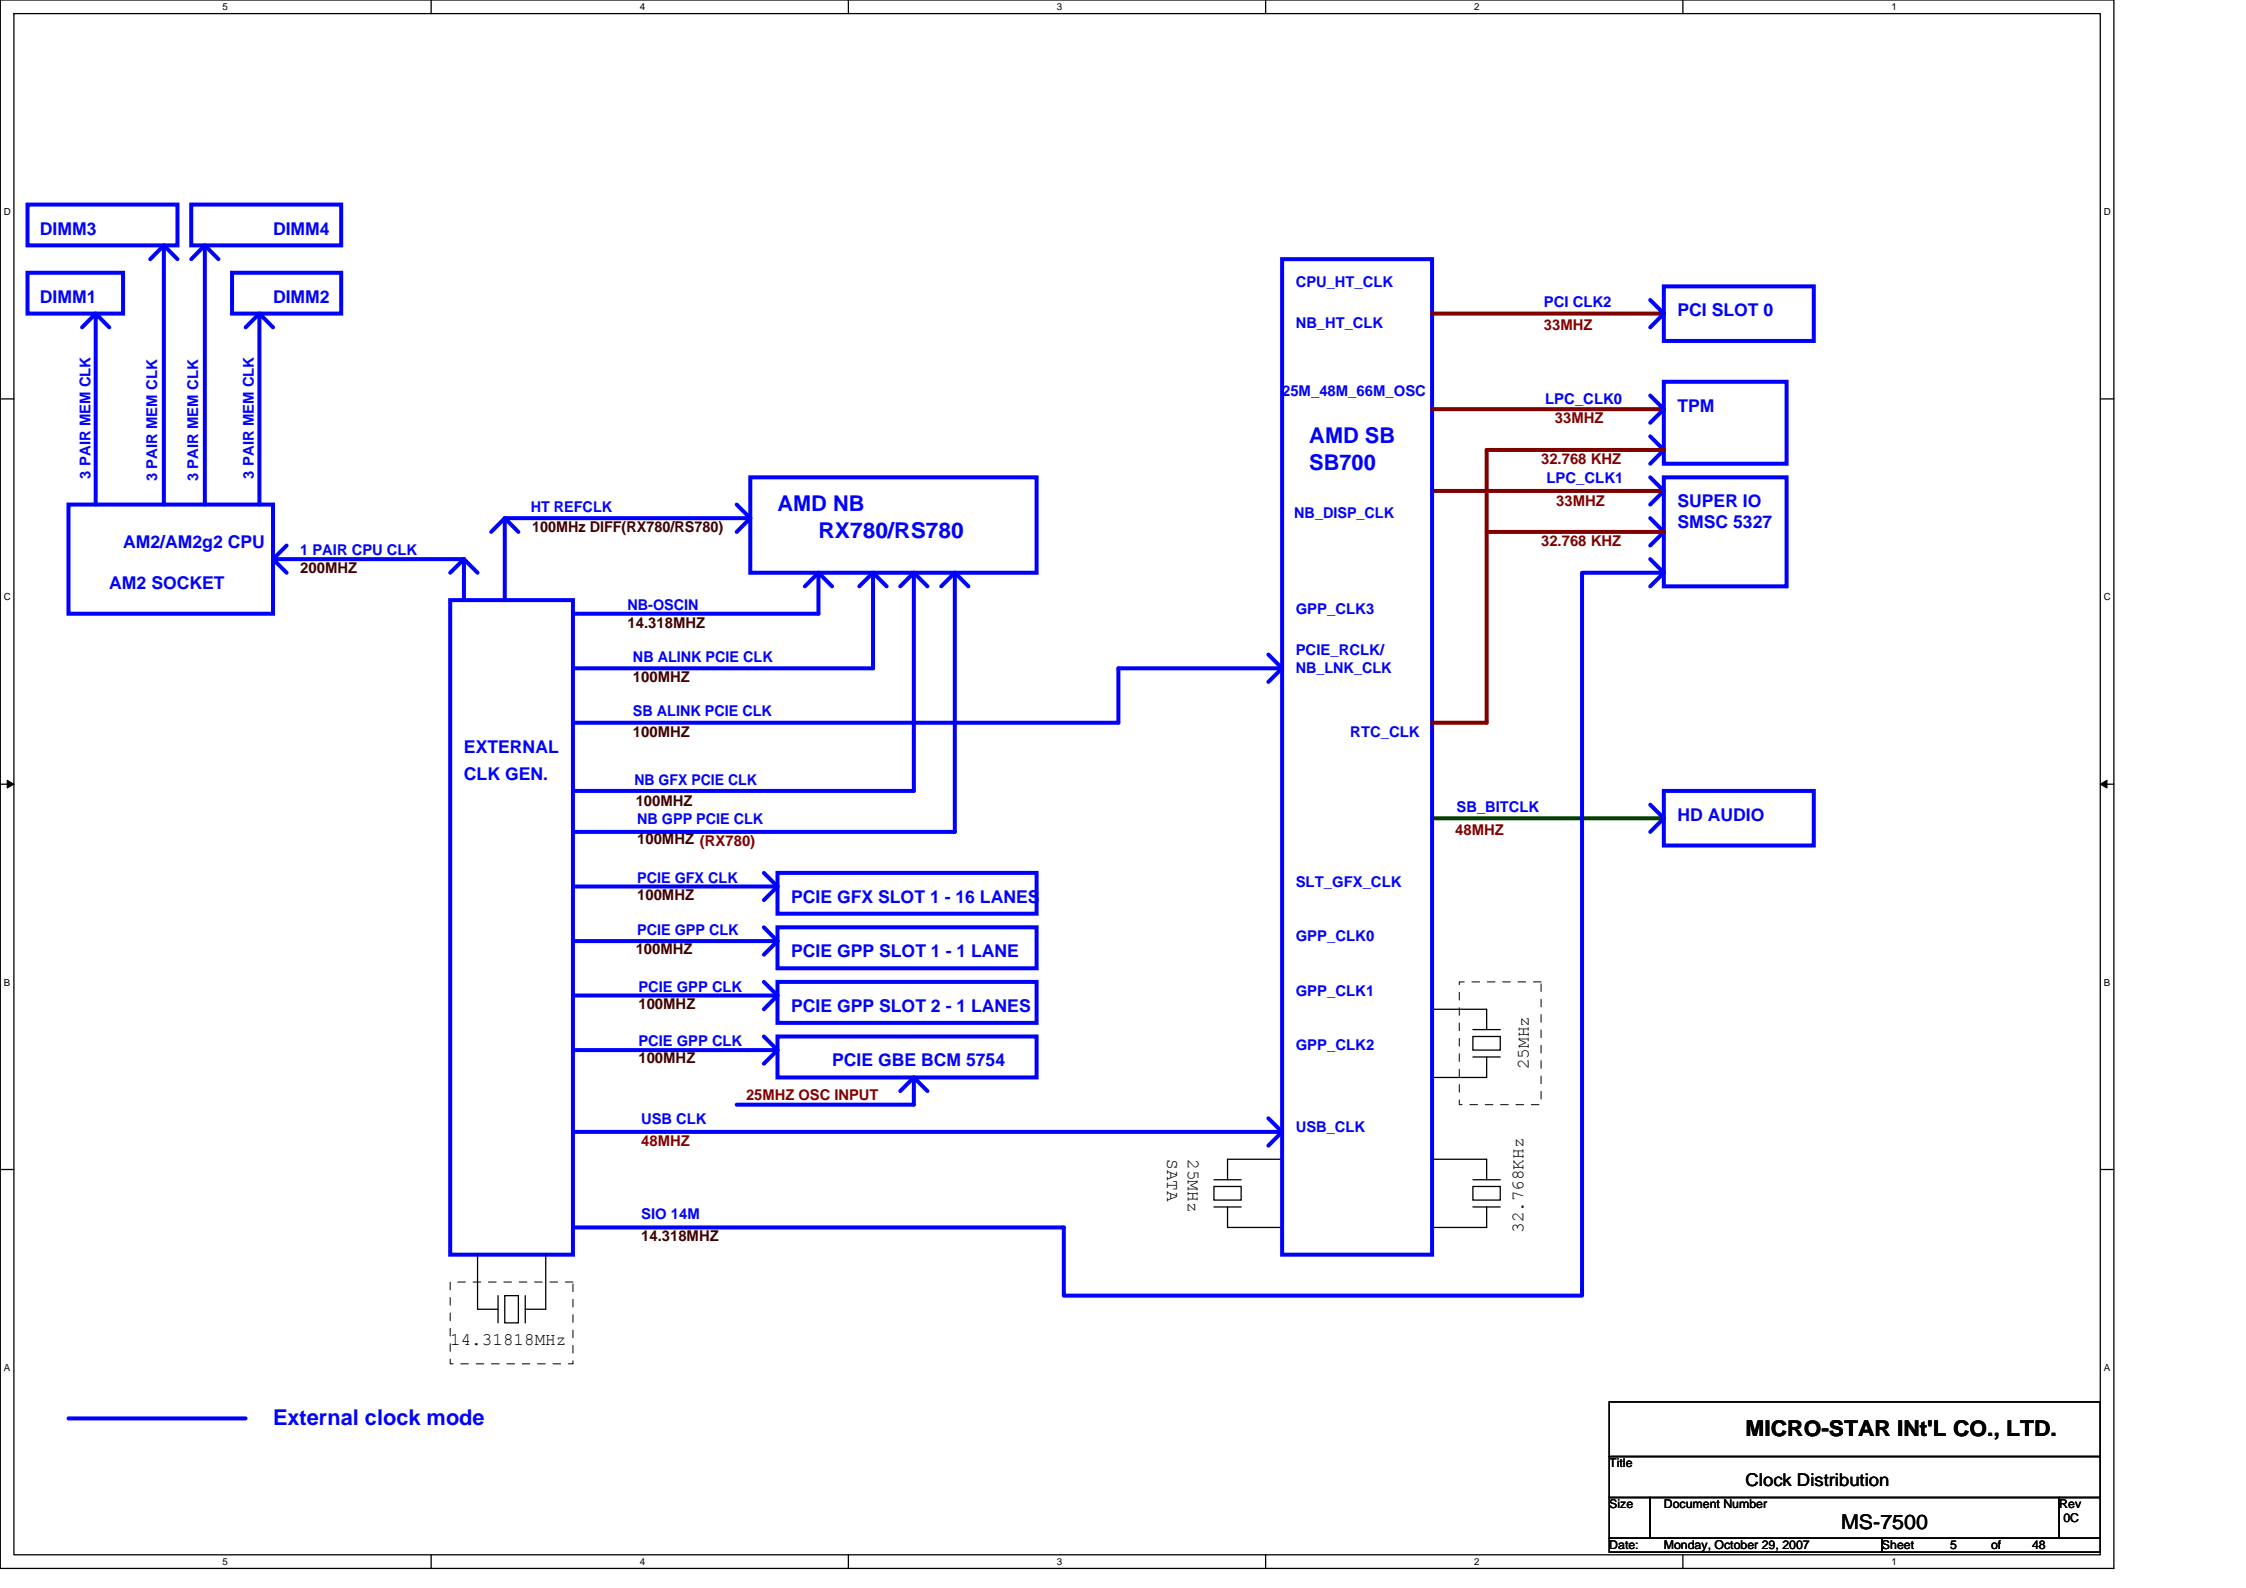 5 4 3 2 1
D D
DIMM3
DIMM4
DIMM1
DIMM2
3 PAIR MEM CLK
3 PAIR MEM CLK
3 PAIR MEM CLK
3 PAIR MEM CLK
AM2/AM2g2 CPU
AM2 SOCKET
1 PAIR CPU CLK
200MHZ
HT REFCLK
100MHz DIFF(RX780/RS780)
AMD NB
RX780/RS780
C C
EXTERNAL
CLK GEN.
NB-OSCIN
14.318MHZ
NB ALINK PCIE CLK
100MHZ
SB ALINK PCIE CLK
100MHZ
NB GFX PCIE CLK
100MHZ
NB GPP PCIE CLK
100MHZ (RX780)
PCIE GFX CLK
100MHZ
PCIE GFX SLOT 1 - 16 LANES
PCIE GPP CLK
100MHZ
PCIE GPP SLOT 1 - 1 LANE
PCIE GPP CLK
100MHZ
PCIE GPP SLOT 2 - 1 LANES
PCIE GPP CLK
100MHZ
PCIE GBE BCM 5754
25MHZ OSC INPUT
USB CLK
48MHZ
SIO 14M
14.318MHZ
14.31818MHz
B B
CPU_HT_CLK
NB_HT_CLK
25M_48M_66M_OSC
AMD SB
SB700
NB_DISP_CLK
GPP_CLK3
PCIE_RCLK/
NB_LNK_CLK
RTC_CLK
SLT_GFX_CLK
GPP_CLK0
GPP_CLK1
GPP_CLK2
USB_CLK
25MHz
SATA
25MHz
32.768KHz
PCI CLK2
33MHZ
PCI SLOT 0
LPC_CLK0
33MHZ
TPM
32.768 KHZ
LPC_CLK1
33MHZ
SUPER IO
SMSC 5327
32.768 KHZ
SB_BITCLK
48MHZ
HD AUDIO
A A
External clock mode
MICRO-STAR INt'L CO., LTD.
Title
Clock Distribution
Size Document Number Rev
MS-7500 0C
Date: Monday, October 29, 2007 Sheet 5 of 48
5 4 3 2 1